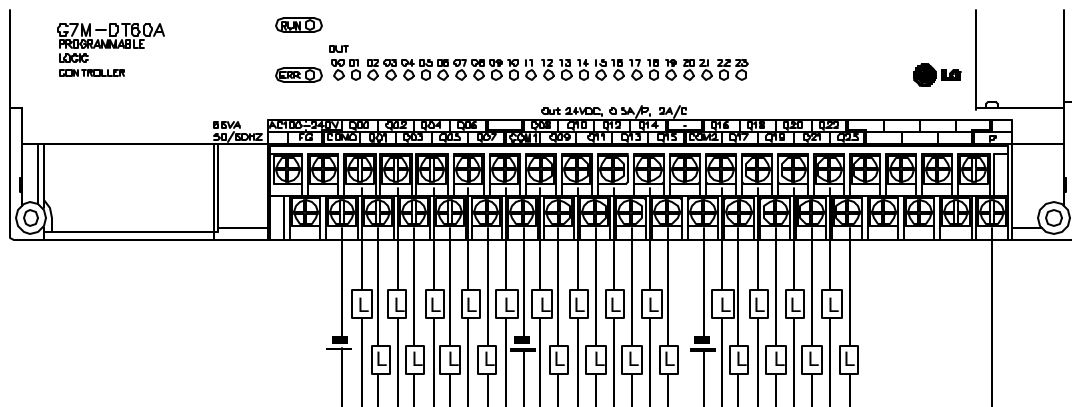 G7M-DT60A
PROGRAMMABLE
LOGIC
CONTROLLER
RUN
ERR
OUT
00 01 02 03 04 05 06 07 08 09 10 11 12 13 14 15 16 17 18 19 20 21 22 23
LG
Out 24VDC, 0.5A/P, 2A/C
65VA
50/60HZ
AC100-240V Q00 Q02 Q04 Q06 Q08 Q10 Q12 Q14 - Q16 Q18 Q20 Q22
FG COM0 Q01 Q03 Q05 Q07 COM1 Q09 Q11 Q13 Q15 COM2 Q17 Q19 Q21 Q23 P
L L L L L L L L L L L L
L L L L L L L L L L L L